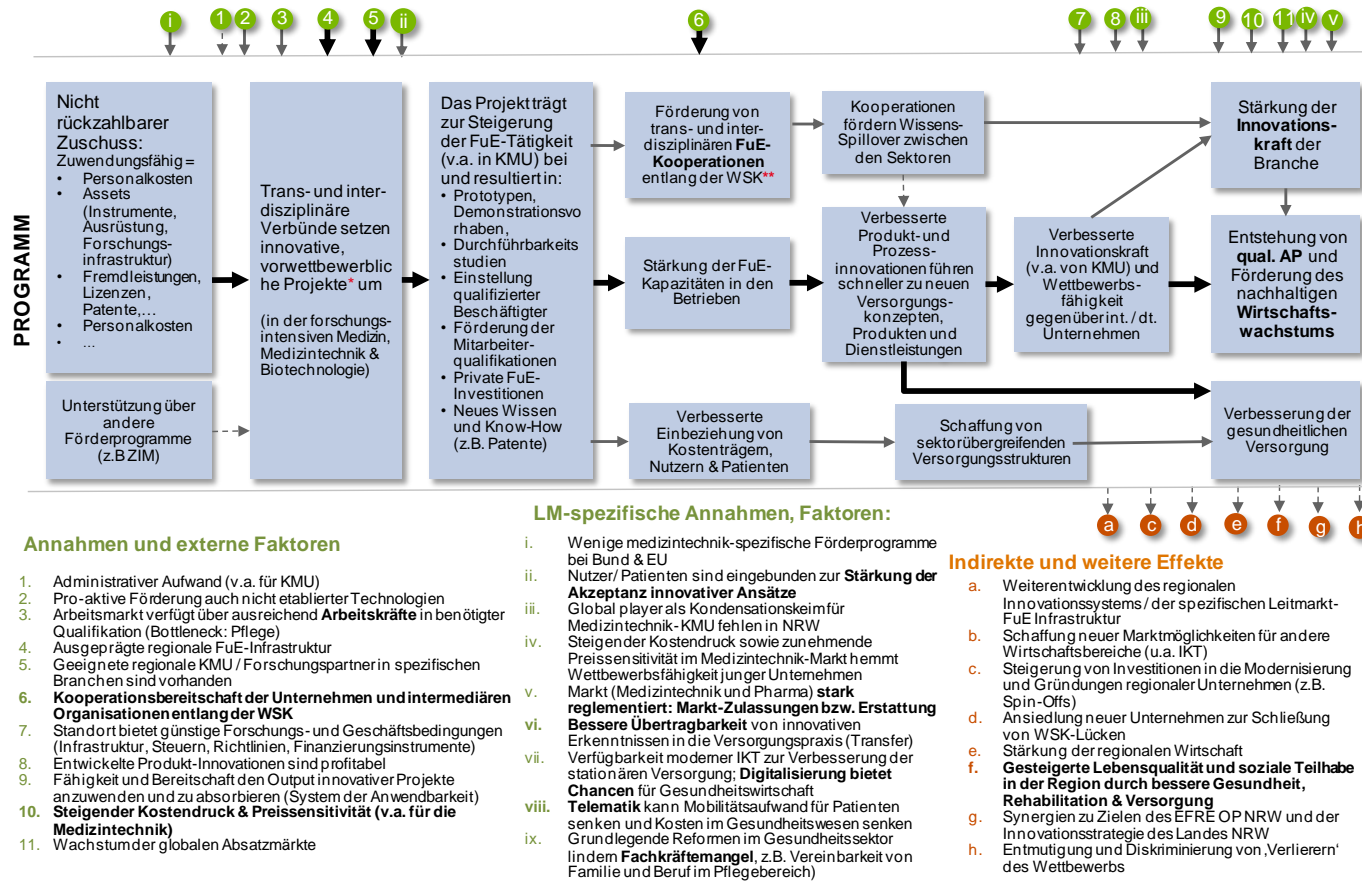 i
1
2
3
4
5
ii
6
7
8
iii
9
10
11
iv
v
PROGRAMM
Nicht
rückzahlbarer
Zuschuss:
Zuwendungsfähig =
• Personalkosten
• Assets
(Instrumente,
Ausrüstung,
Forschungs-
infrastruktur)
• Fremdleistungen,
Lizenzen,
Patente,…
• Personalkosten
• ...
Unterstützung über
andere
Förderprogramme
(z.B ZIM)
Trans- und inter-
disziplinäre
Verbünde setzen
innovative,
vorwettbewerblic
he Projekte* um
(in der forschungs-
intensiven Medizin,
Medizintechnik &
Biotechnologie)
Das Projekt trägt
zur Steigerung
der FuE-Tätigkeit
(v.a. in KMU) bei
und resultiert in:
• Prototypen,
Demonstrationsvo
rhaben,
• Durchführbarkeits
studien
• Einstellung
qualifizierter
Beschäftigter
• Förderung der
Mitarbeiter-
qualifikationen
• Private FuE-
Investitionen
• Neues Wissen
und Know-How
(z.B. Patente)
Förderung von
trans- und inter-
disziplinären FuE-
Kooperationen
entlang der WSK**
Stärkung der FuE-
Kapazitäten in den
Betrieben
Verbesserte
Einbeziehung von
Kostenträgern,
Nutzern & Patienten
Kooperationen
fördern Wissens-
Spillover zwischen
den Sektoren
Verbesserte
Produkt- und
Prozess-
innovationen führen
schneller zu neuen
Versorgungs-
konzepten,
Produkten und
Dienstleistungen
Schaffung von
sektorübergreifenden
Versorgungsstrukturen
Verbesserte
Innovationskraft
(v.a. von KMU) und
Wettbewerbs-
fähigkeit
gegenüber int. / dt.
Unternehmen
Stärkung der
Innovations-
kraft der
Branche
Entstehung von
qual. AP und
Förderung des
nachhaltigen
Wirtschafts-
wachstums
Verbesserung der
gesundheitlichen
Versorgung
a
c
d
e
f
g
h
Annahmen und externe Faktoren
1. Administrativer Aufwand (v.a. für KMU)
2. Pro-aktive Förderung auch nicht etablierter Technologien
3. Arbeitsmarkt verfügt über ausreichend Arbeitskräfte in benötigter
Qualifikation (Bottleneck: Pflege)
4. Ausgeprägte regionale FuE-Infrastruktur
5. Geeignete regionale KMU / Forschungspartner in spezifischen
Branchen sind vorhanden
6. Kooperationsbereitschaft der Unternehmen und intermediären
Organisationen entlang der WSK
7. Standort bietet günstige Forschungs- und Geschäftsbedingungen
(Infrastruktur, Steuern, Richtlinien, Finanzierungsinstrumente)
8. Entwickelte Produkt-Innovationen sind profitabel
9. Fähigkeit und Bereitschaft den Output innovativer Projekte
anzuwenden und zu absorbieren (System der Anwendbarkeit)
10. Steigender Kostendruck & Preissensitivität (v.a. für die
Medizintechnik)
11. Wachstum der globalen Absatzmärkte
LM-spezifische Annahmen, Faktoren:
i. Wenige medizintechnik-spezifische Förderprogramme
bei Bund & EU
ii. Nutzer/ Patienten sind eingebunden zur Stärkung der
Akzeptanz innovativer Ansätze
iii. Global player als Kondensationskeim für
Medizintechnik-KMU fehlen in NRW
iv. Steigender Kostendruck sowie zunehmende
Preissensitivität im Medizintechnik-Markt hemmt
Wettbewerbsfähigkeit junger Unternehmen
v. Markt (Medizintechnik und Pharma) stark
reglementiert: Markt-Zulassungen bzw. Erstattung
vi. Bessere Übertragbarkeit von innovativen
Erkenntnissen in die Versorgungspraxis (Transfer)
vii. Verfügbarkeit moderner IKT zur Verbesserung der
stationären Versorgung; Digitalisierung bietet
Chancen für Gesundheitswirtschaft
viii. Telematik kann Mobilitätsaufwand für Patienten
senken und Kosten im Gesundheitswesen senken
ix. Grundlegende Reformen im Gesundheitssektor
lindern Fachkräftemangel, z.B. Vereinbarkeit von
Familie und Beruf im Pflegebereich)
Indirekte und weitere Effekte
a. Weiterentwicklung des regionalen
Innovationssystems / der spezifischen Leitmarkt-
FuE Infrastruktur
b. Schaffung neuer Marktmöglichkeiten für andere
Wirtschaftsbereiche (u.a. IKT)
c. Steigerung von Investitionen in die Modernisierung
und Gründungen regionaler Unternehmen (z.B.
Spin-Offs)
d. Ansiedlung neuer Unternehmen zur Schließung
von WSK-Lücken
e. Stärkung der regionalen Wirtschaft
f. Gesteigerte Lebensqualität und soziale Teilhabe
in der Region durch bessere Gesundheit,
Rehabilitation & Versorgung
g. Synergien zu Zielen des EFRE OP NRW und der
Innovationsstrategie des Landes NRW
h. Entmutigung und Diskriminierung von ‚Verlierern‘
des Wettbewerbs